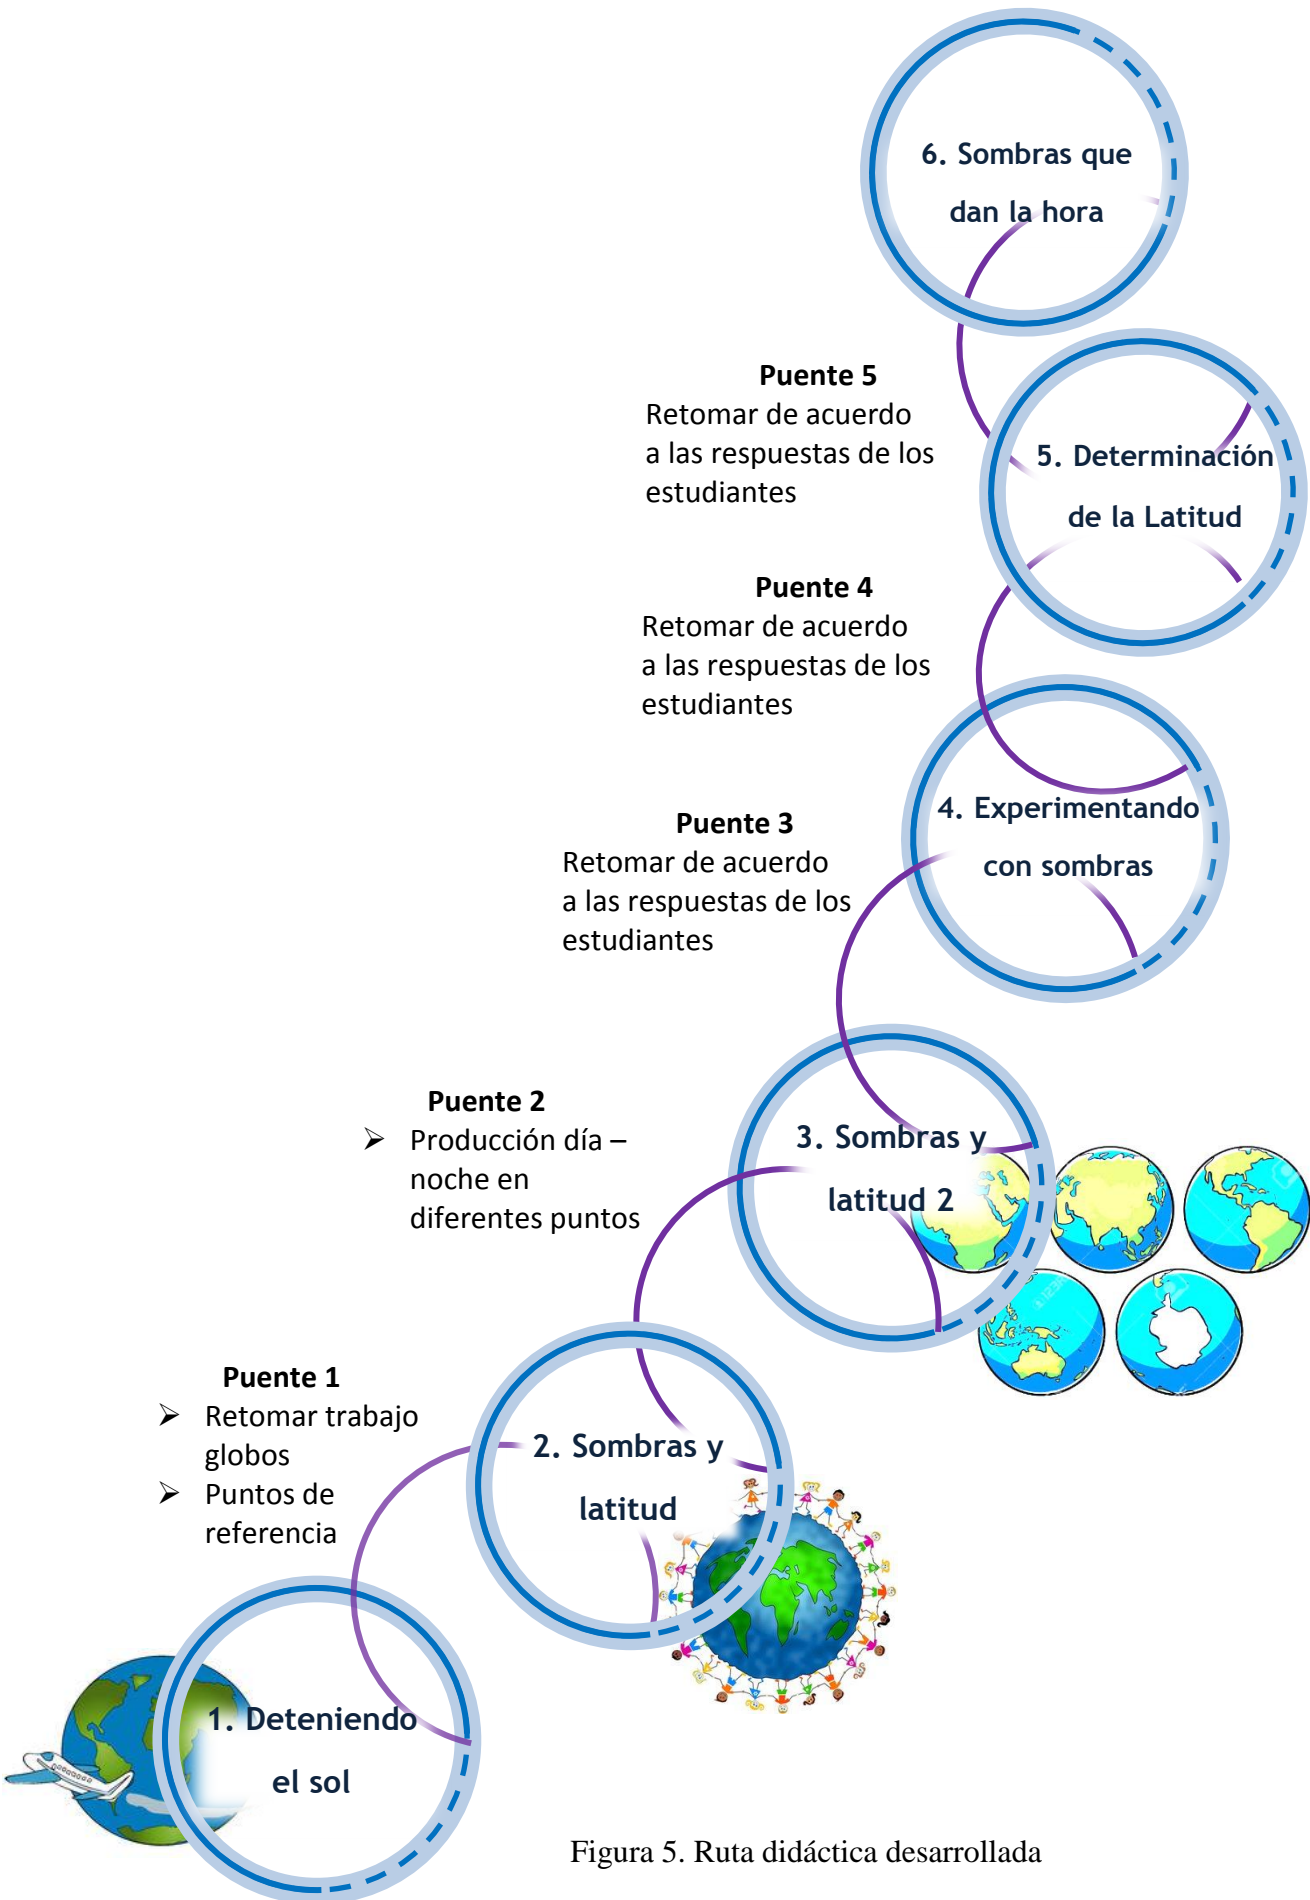 6. Sombras que
dan la hora
Puente 5
Retomar de acuerdo
a las respuestas de los
estudiantes
5. Determinación
de la Latitud
Puente 4
Retomar de acuerdo
a las respuestas de los
estudiantes
4. Experimentando
con sombras
Puente 3
Retomar de acuerdo
a las respuestas de los
estudiantes
3. Sombras y
latitud 2
Puente 2
➢ Producción día –
noche en
diferentes puntos
2. Sombras y
latitud
Puente 1
➢ Retomar trabajo
globos
➢ Puntos de
referencia
1. Deteniendo
el sol
Figura 5. Ruta didáctica desarrollada